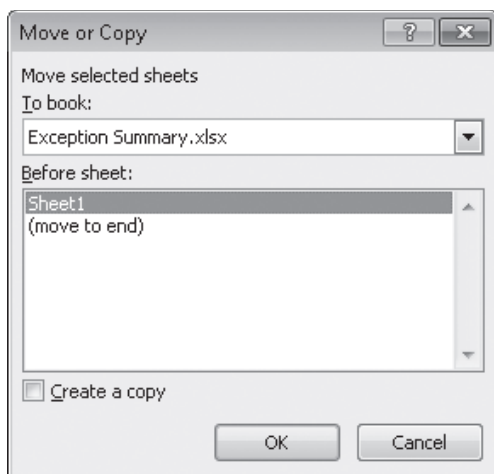 Move or Copy
Move selected sheets
To book:
Exception Summary.xlsx
Before sheet:
Sheet1
(move to end)
Create a copy
OK
Cancel